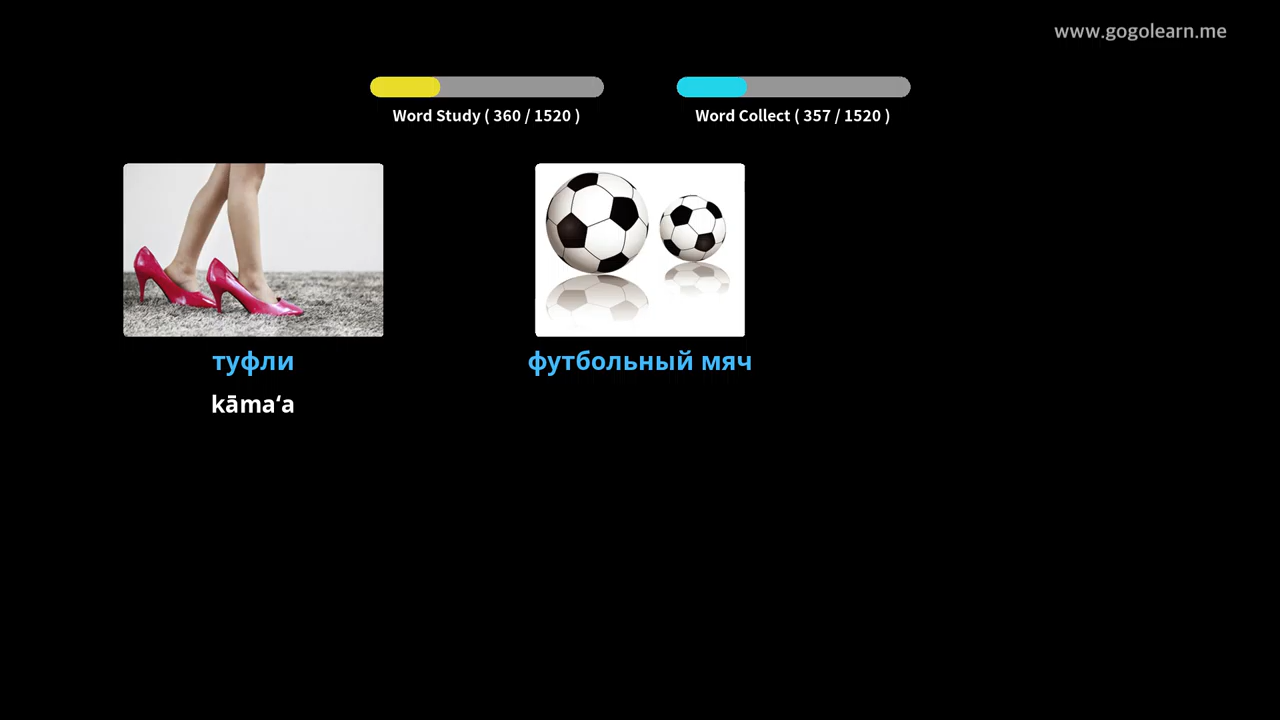 www.gogolearn.me
Word Study ( 360 / 1520 )
Word Collect ( 357 / 1520 )
туфли
футбольный мяч
kāmaʻa